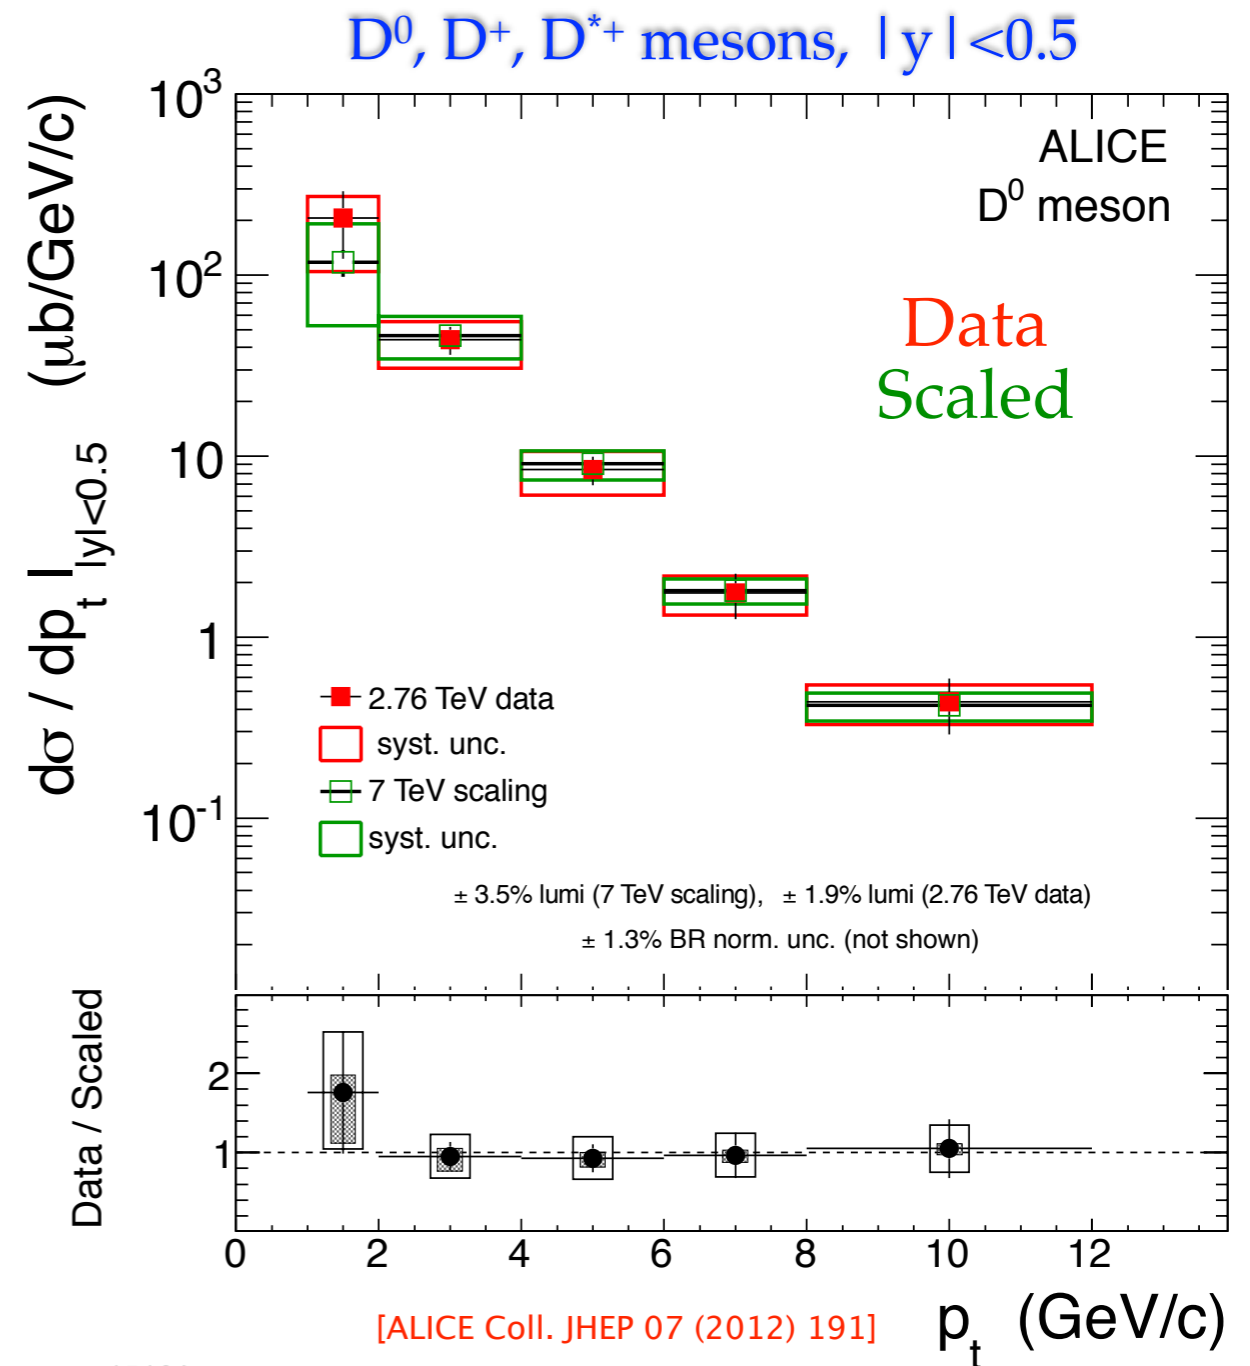 D⁰, D⁺, D*⁺ mesons, |y|<0.5
dσ / dp_t |_|y|<0.5 (μb/GeV/c)
10³
10²
10
1
10⁻¹
ALICE
D⁰ meson
Data
Scaled
2.76 TeV data
syst. unc.
7 TeV scaling
syst. unc.
± 3.5% lumi (7 TeV scaling), ± 1.9% lumi (2.76 TeV data)
± 1.3% BR norm. unc. (not shown)
Data / Scaled
2
1
0 2 4 6 8 10 12
p_t (GeV/c)
[ALICE Coll. JHEP 07 (2012) 191]